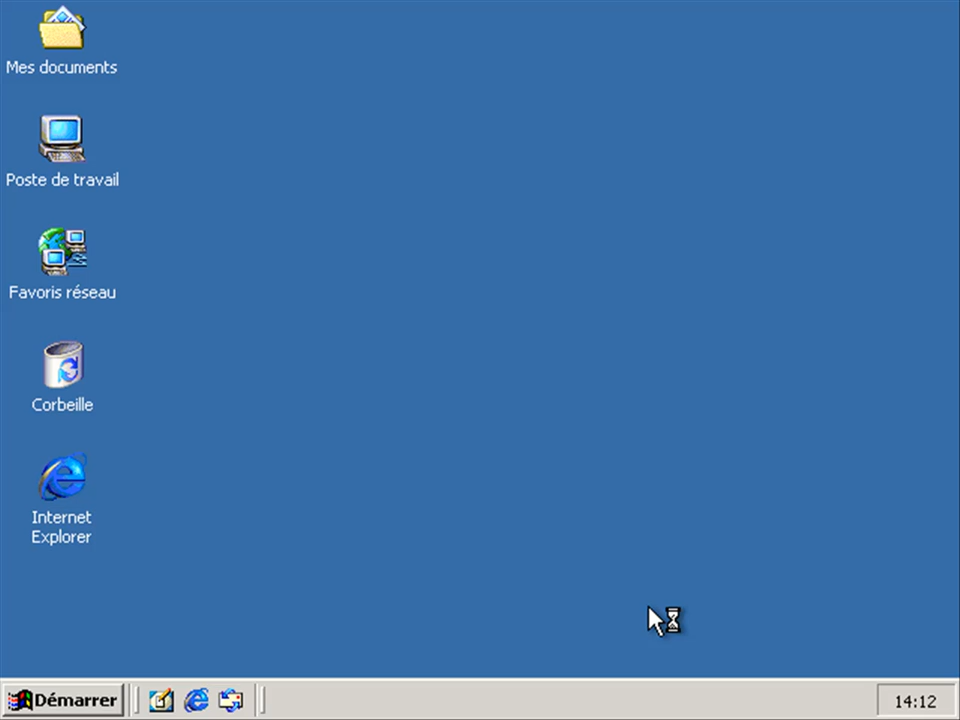 Mes documents
Poste de travail
Favoris réseau
Corbeille
Internet
Explorer
Démarrer
14:12